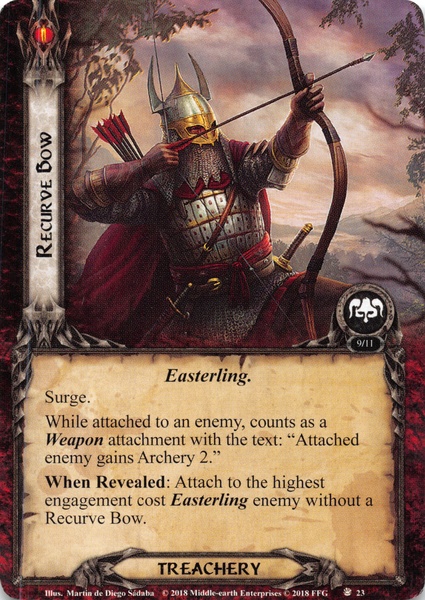 RECURVE BOW
9/11
Easterling.
Surge.
While attached to an enemy, counts as a
Weapon attachment with the text: “Attached
enemy gains Archery 2.”
When Revealed: Attach to the highest
engagement cost Easterling enemy without a
Recurve Bow.
TREACHERY
Illus. Martin de Diego Sádaba © 2018 Middle-earth Enterprises © 2018 FFG 23